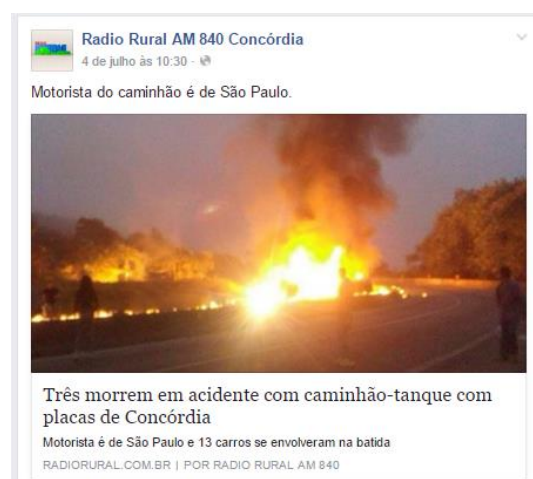 Radio Rural AM 840 Concórdia
4 de julho às 10:30 ·
Motorista do caminhão é de São Paulo.
Três morrem em acidente com caminhão-tanque com
placas de Concórdia
Motorista é de São Paulo e 13 carros se envolveram na batida
RADIORURAL.COM.BR | POR RADIO RURAL AM 840